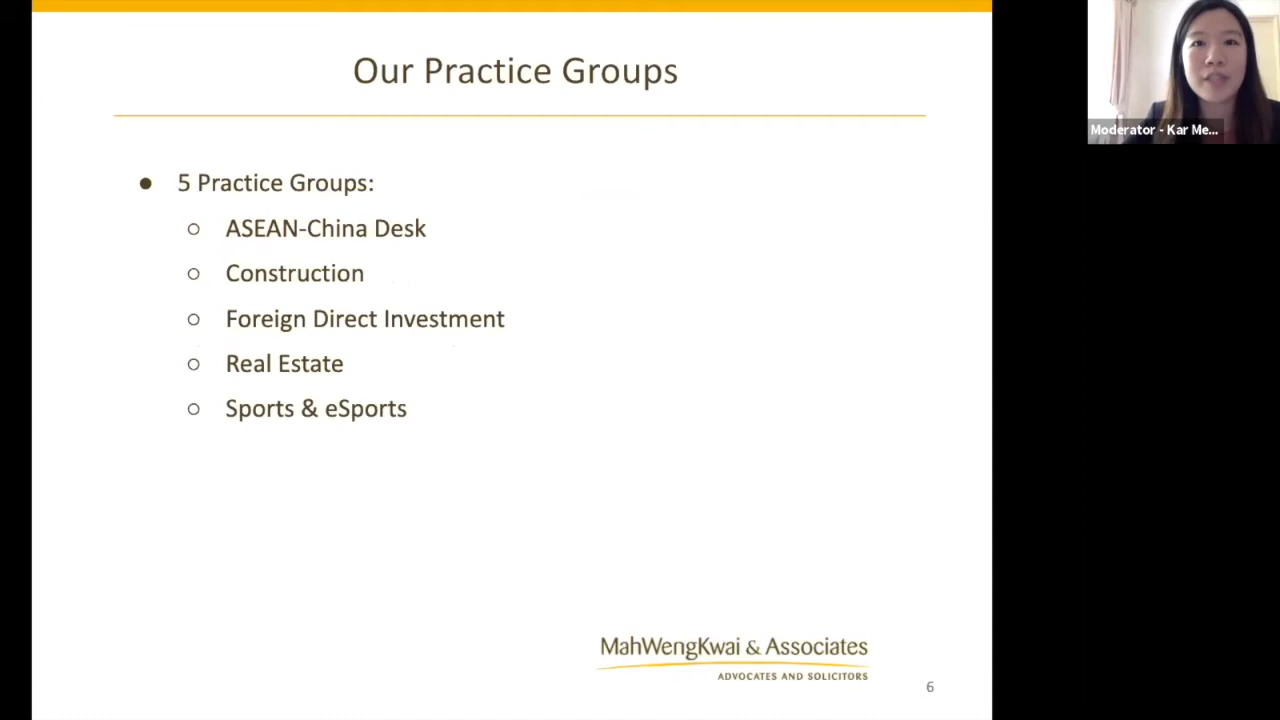 Our Practice Groups
Moderator - Kar Me...
● 5 Practice Groups:
○ ASEAN-China Desk
○ Construction
○ Foreign Direct Investment
○ Real Estate
○ Sports & eSports
MahWengKwai & Associates
ADVOCATES AND SOLICITORS
6